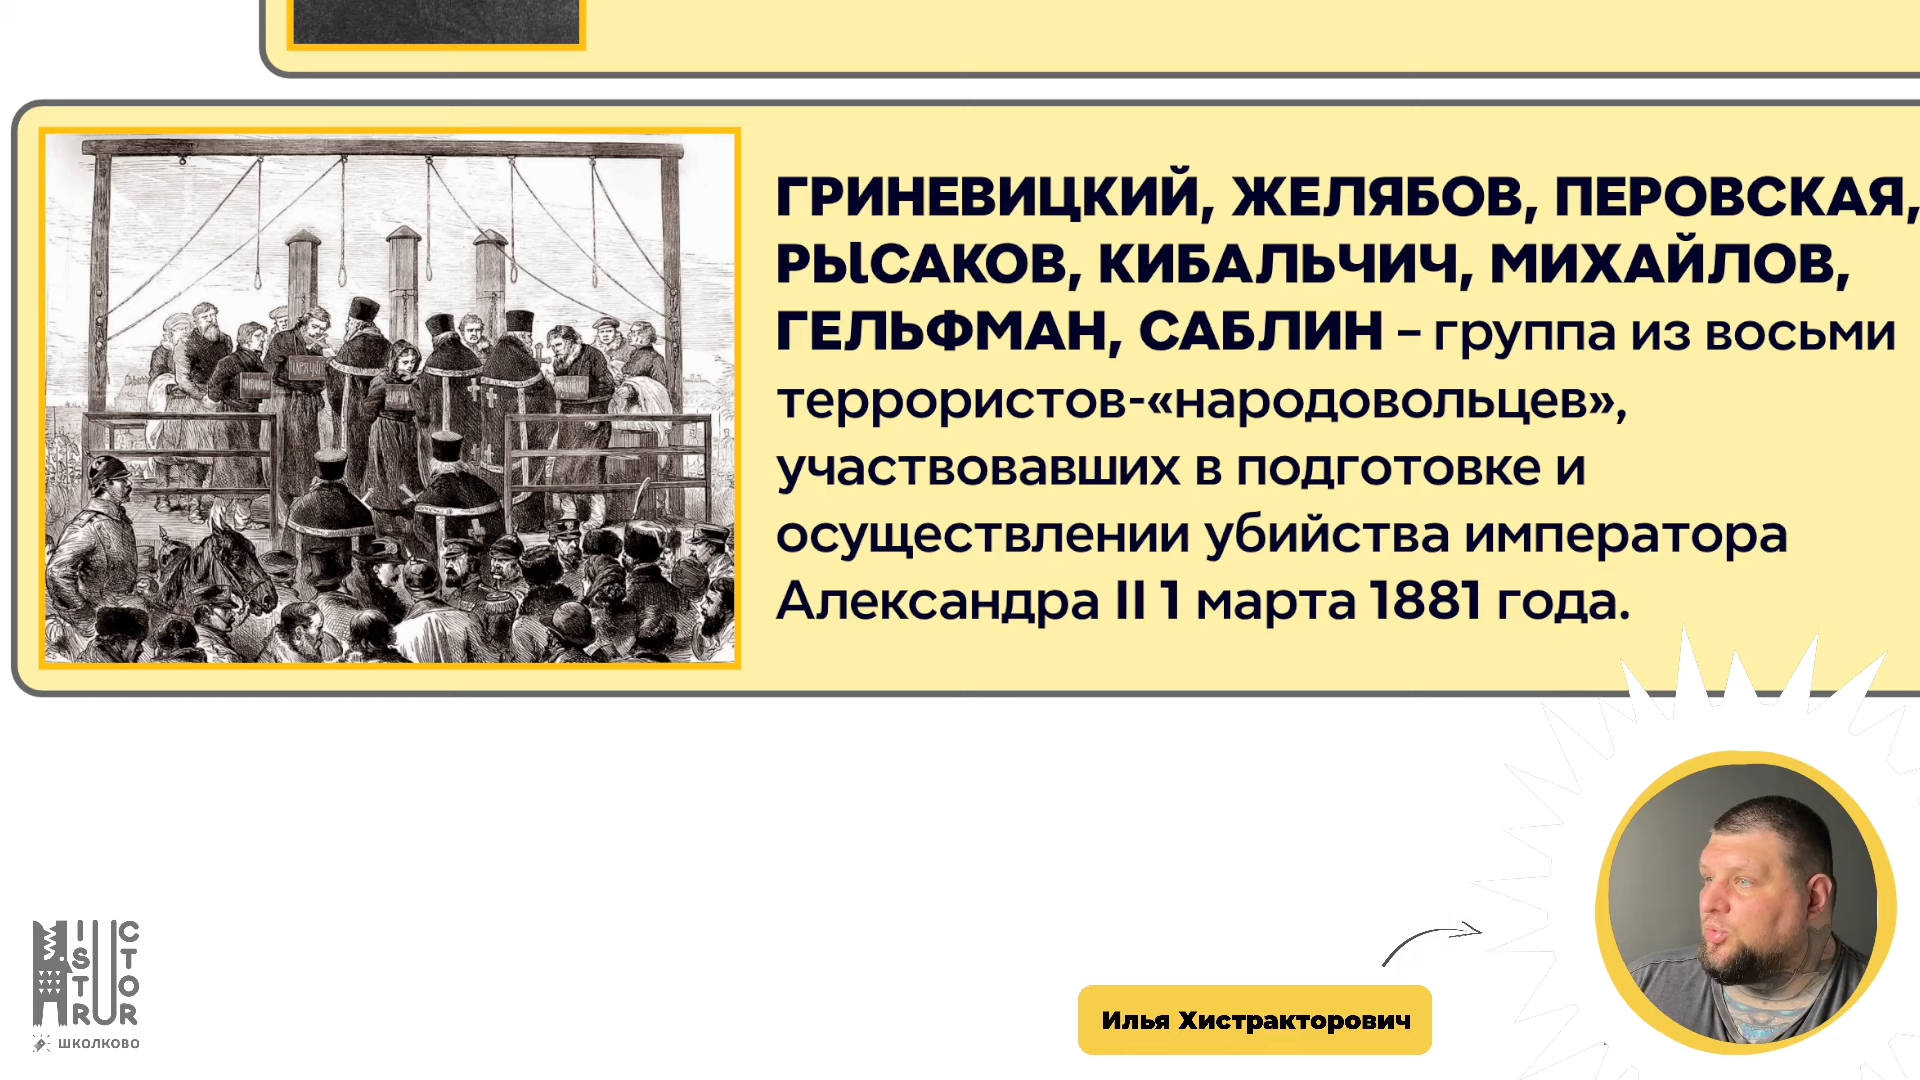 ГРИНЕВИЦКИЙ, ЖЕЛЯБОВ, ПЕРОВСКАЯ,
РЫСАКОВ, КИБАЛЬЧИЧ, МИХАЙЛОВ,
ГЕЛЬФМАН, САБЛИН – группа из восьми
террористов-«народовольцев»,
участвовавших в подготовке и
осуществлении убийства императора
Александра II 1 марта 1881 года.
Илья Хистракторович
HISTRUCTOR
ШКОЛКОВО